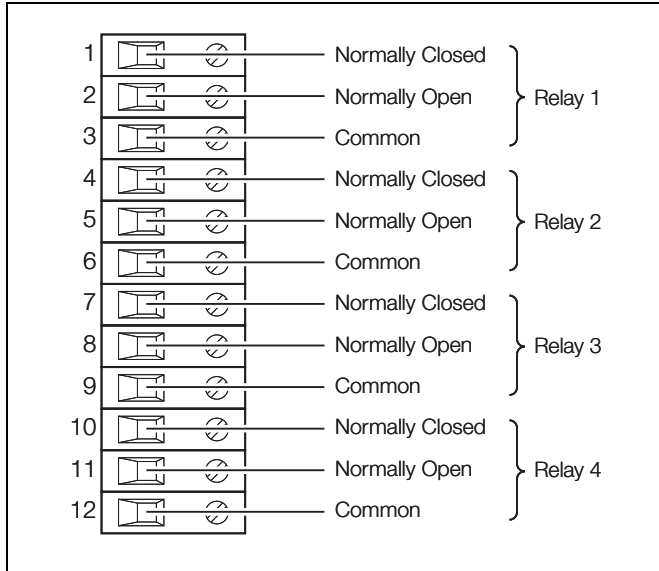 1 Normally Closed
2 Normally Open Relay 1
3 Common
4 Normally Closed
5 Normally Open Relay 2
6 Common
7 Normally Closed
8 Normally Open Relay 3
9 Common
10 Normally Closed
11 Normally Open Relay 4
12 Common